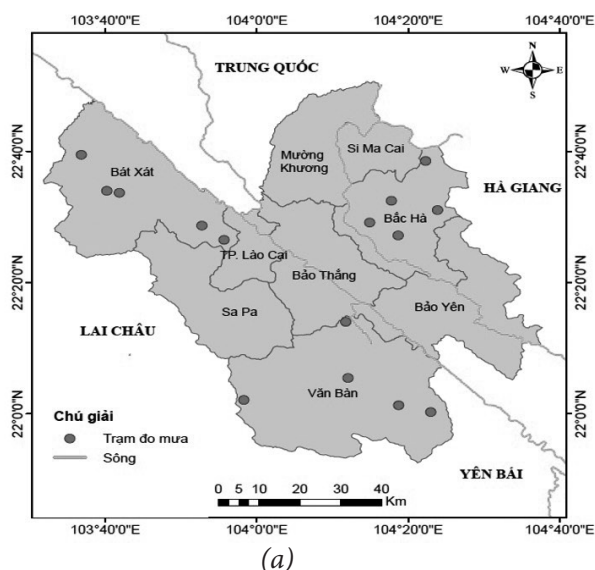 103°40'0"E 104°0'0"E 104°20'0"E 104°40'0"E
TRUNG QUỐC
N
W E
S
22°40'0"N
22°40'0"N
Si Ma Cai
Mường
Khương
Bát Xát
HÀ GIANG
Bắc Hà
TP. Lào Cai
22°20'0"N
22°20'0"N
Bảo Thắng
Bảo Yên
Sa Pa
LAI CHÂU
Văn Bàn
22°0'0"N
22°0'0"N
Chú giải
Trạm đo mưa
Sông
YÊN BÁI
0 5 10 20 30 40
Km
103°40'0"E 104°0'0"E 104°20'0"E 104°40'0"E
(a)